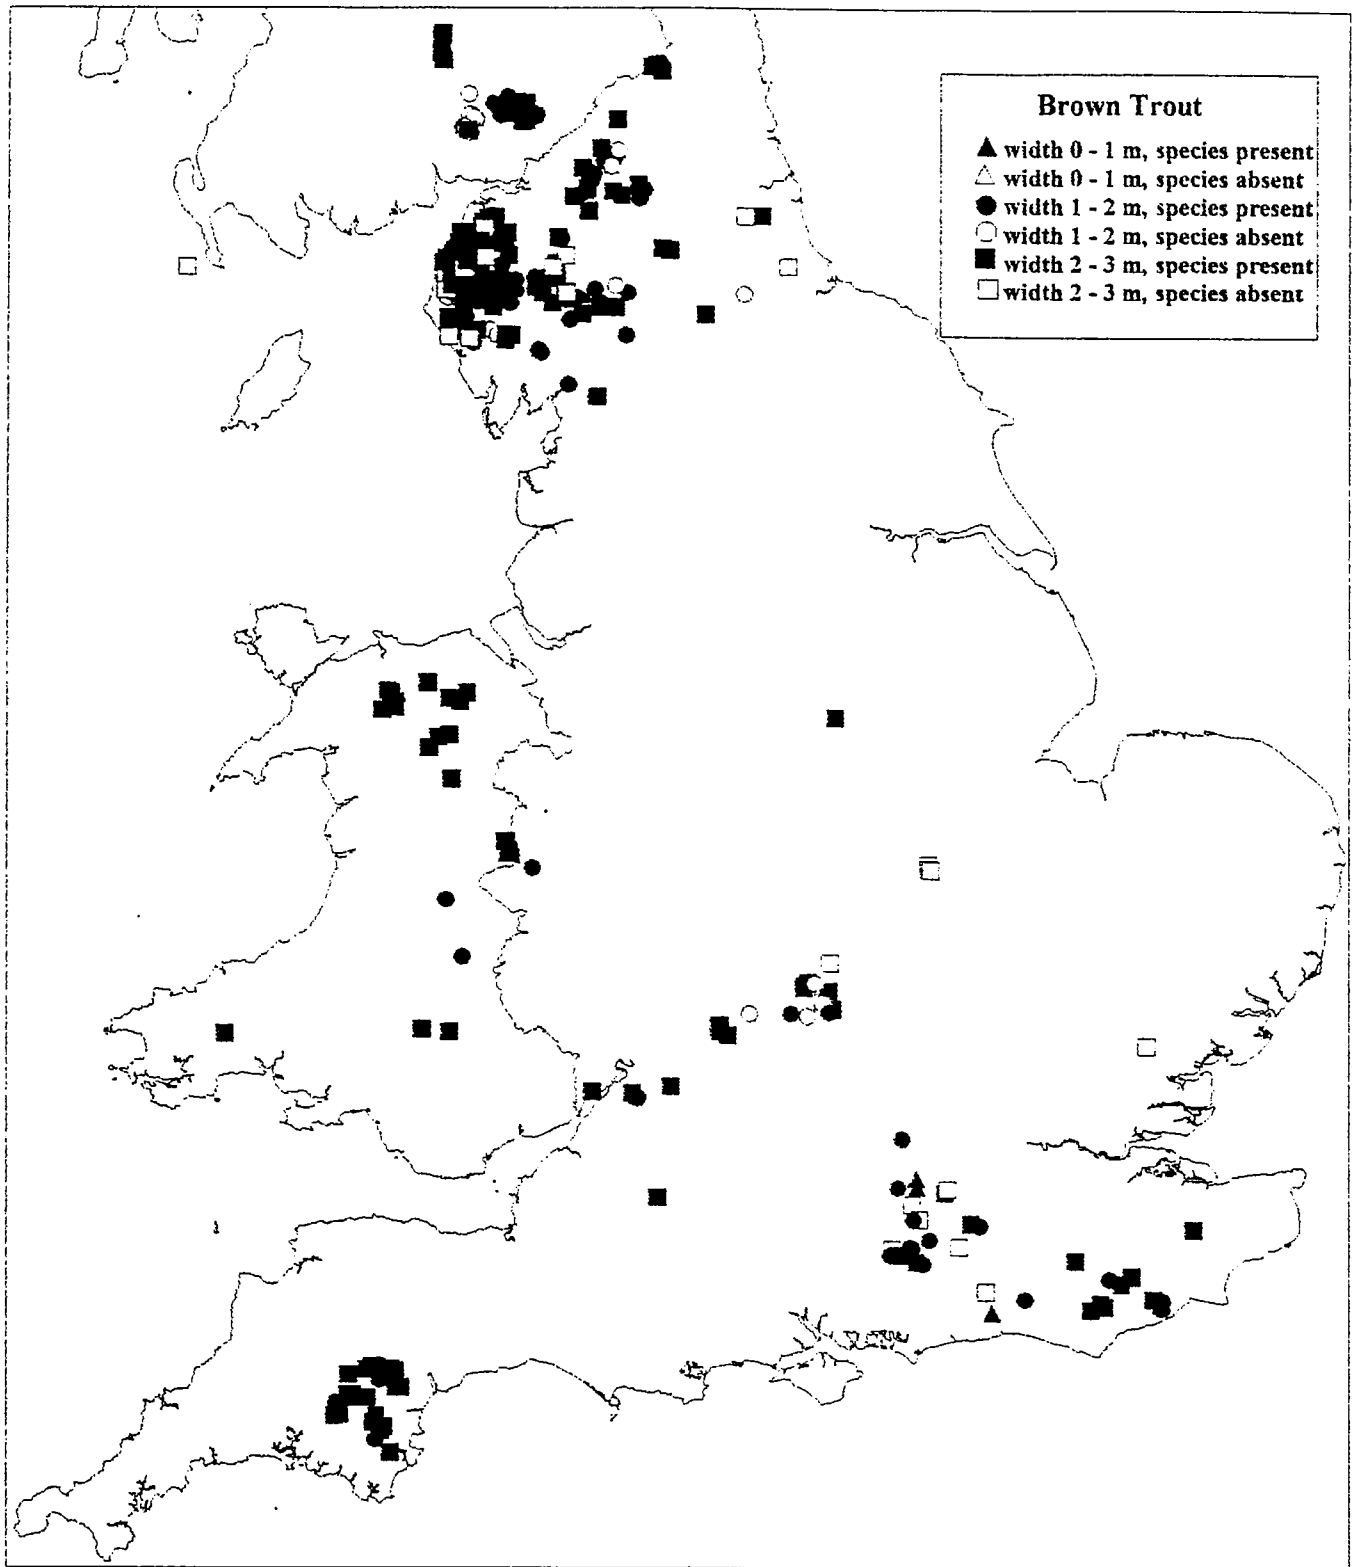 Brown Trout
width 0 - 1 m, species present
width 0 - 1 m, species absent
width 1 - 2 m, species present
width 1 - 2 m, species absent
width 2 - 3 m, species present
width 2 - 3 m, species absent